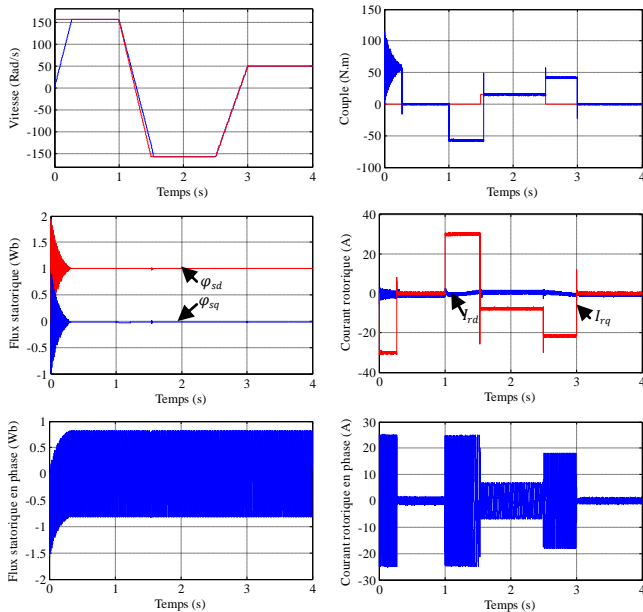 150
100
50
0
-50
-100
-150
Vitesse (Rad/s)
0 1 2 3 4
Temps (s)
100
50
0
-50
-100
Couple (N.m)
0 1 2 3 4
Temps (s)
2
1.5
1
0.5
0
-0.5
-1
Flux statorique (Wb)
φsd
φsq
0 1 2 3 4
Temps (s)
40
20
0
-20
-40
Courant rotorique (A)
Ird
Irq
0 1 2 3 4
Temps (s)
1
0.5
0
-0.5
-1
-1.5
-2
Flux statorique en phase (Wb)
0 1 2 3 4
Temps (s)
30
20
10
0
-10
-20
-30
Courant rotorique en phase (A)
0 1 2 3 4
Temps (s)